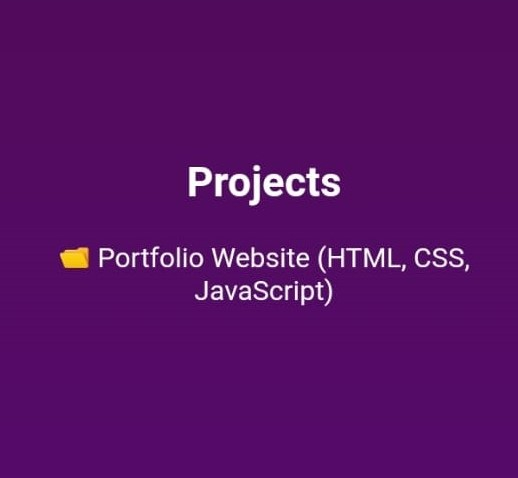 Projects
📂 Portfolio Website (HTML, CSS,
JavaScript)